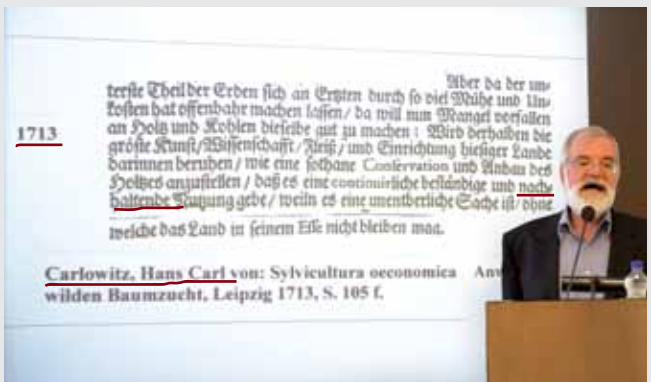 1713
Aber da der un-
terste Theil der Erden sich an Ertzten durch so viel Mühe und Un-
kosten hat offenbahr machen lassen / da will nun Mangel vorfallen
an Holtz und Kohlen dieselbe gut zu machen; Wird derhalben die
gröste Kunst/Wissenschafft/Fleiß / und Einrichtung hiesiger Lande
darinnen beruhen / wie eine sothane Conservation und Anbau des
Holtzes anzustellen / daß es eine continuirliche beständige und nach-
haltende Nutzung gebe / weiln es eine unentberliche Sache ist / ohne
welche das Land in seinem Esse nicht bleiben mag.
Carlowitz, Hans Carl von: Sylvicultura oeconomica
wilden Baumzucht, Leipzig 1713, S. 105 f.